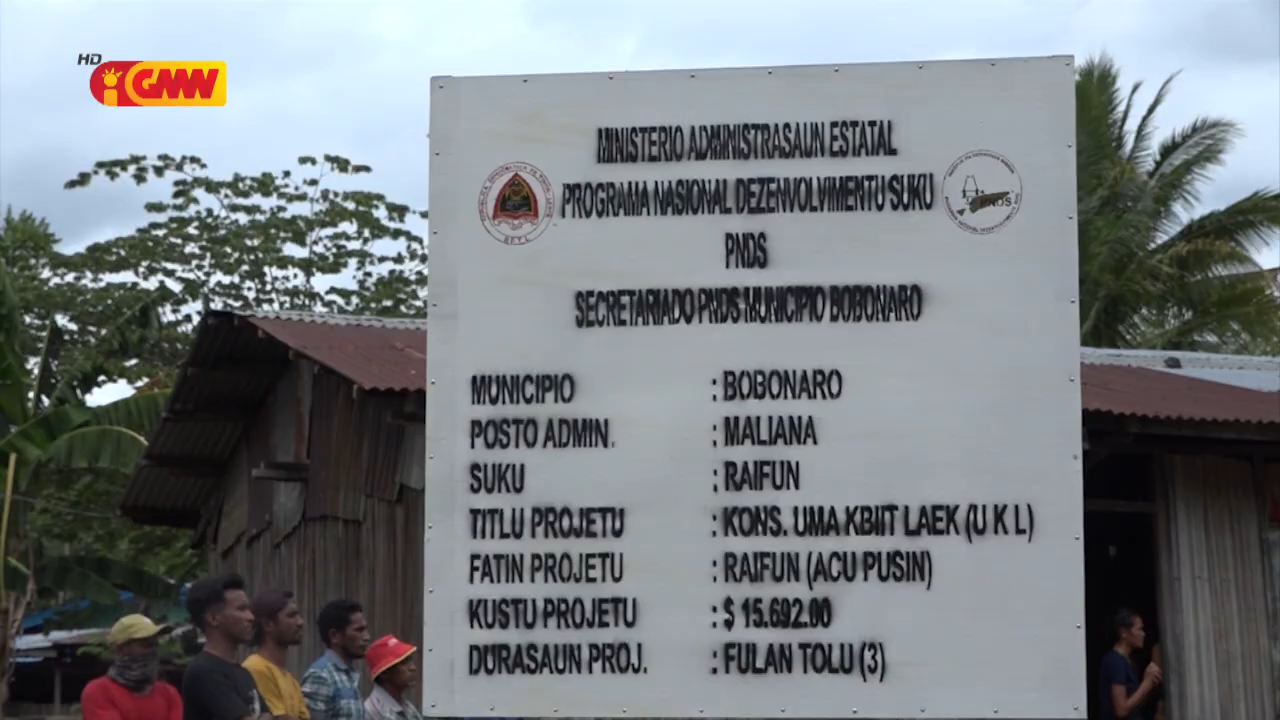 HD
GMN
MINISTERIO ADMINISTRASAUN ESTATAL
PROGRAMA NASIONAL DEZENVOLVIMENTU SUKU
PNDS
PNDS
SECRETARIADO PNDS MUNICIPIO BOBONARO
MUNICIPIO : BOBONARO
POSTO ADMIN. : MALIANA
SUKU : RAIFUN
TITLU PROJETU : KONS. UMA KBIIT LAEK (U K L)
FATIN PROJETU : RAIFUN (ACU PUSIN)
KUSTU PROJETU : $ 15.692.00
DURASAUN PROJ. : FULAN TOLU (3)